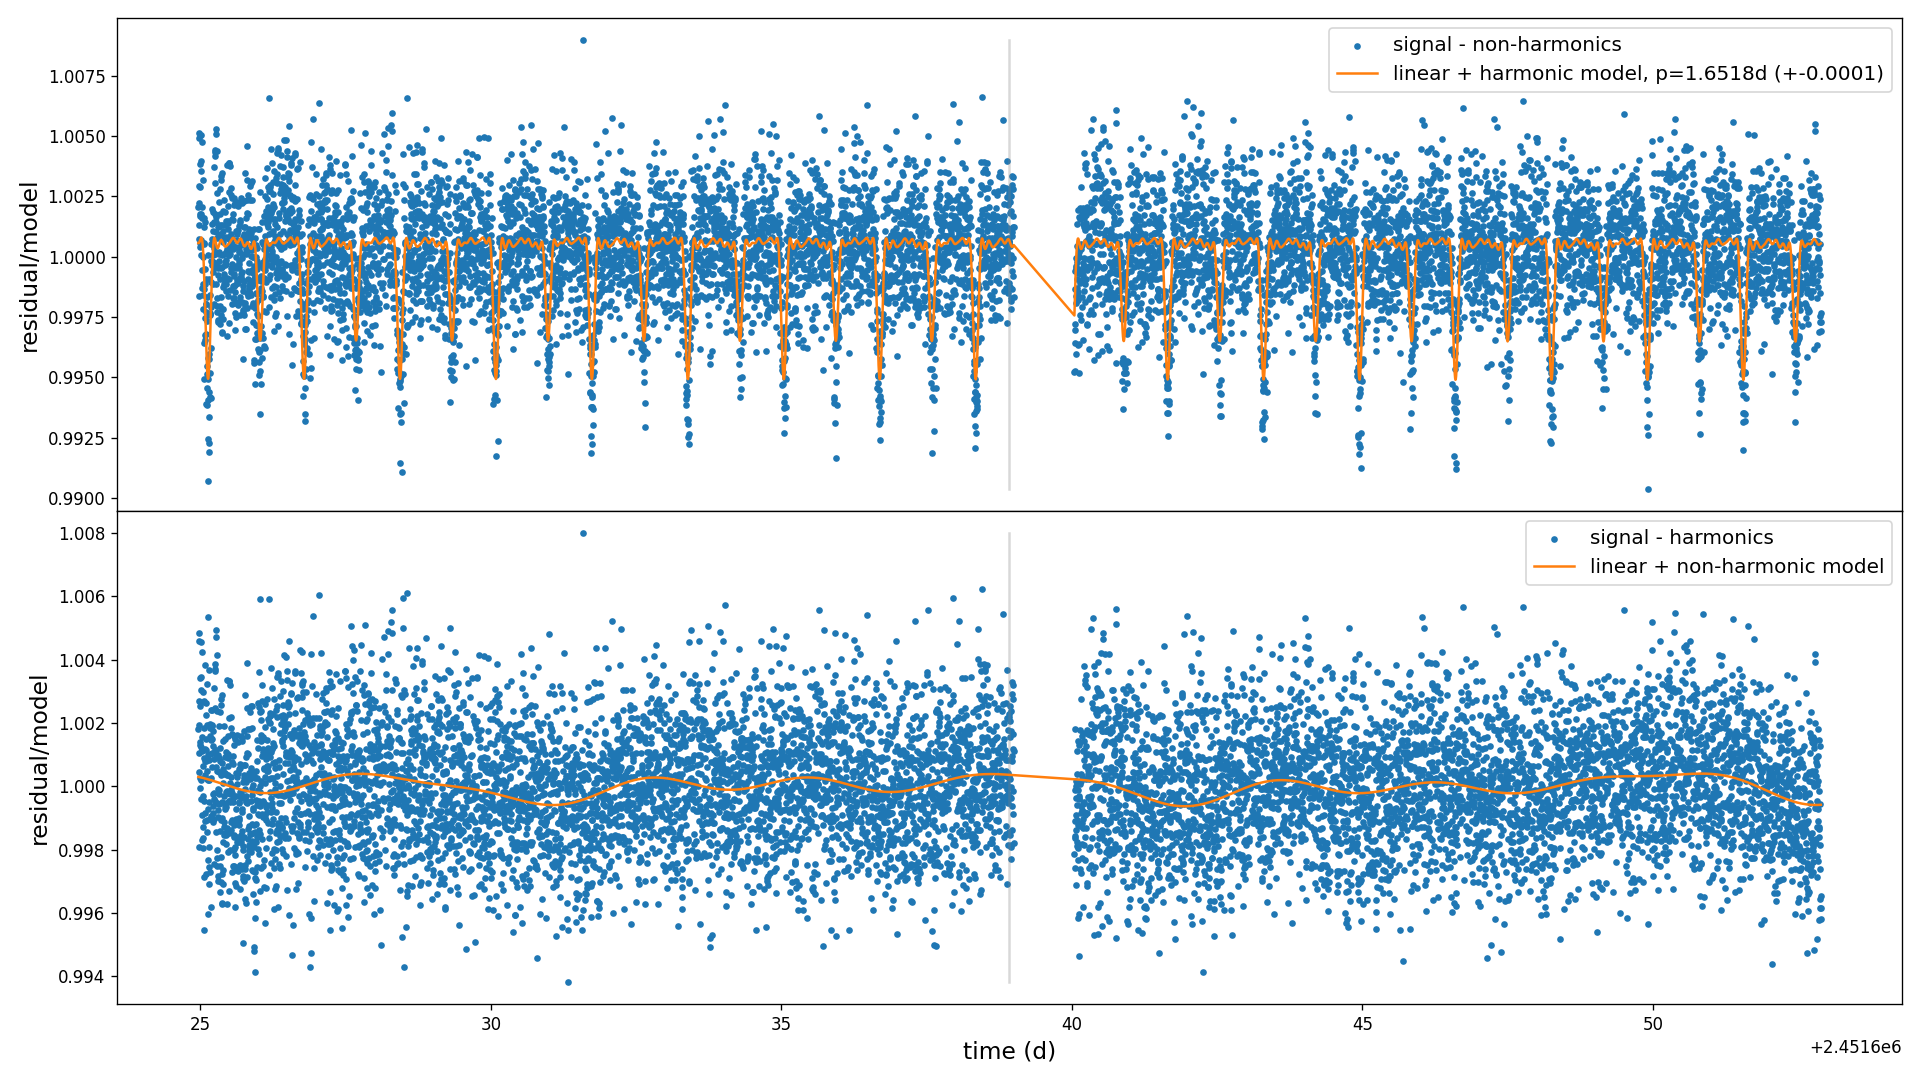 signal - non-harmonics
linear + harmonic model, p=1.6518d (+-0.0001)
residual/model
1.0075
1.0050
1.0025
1.0000
0.9975
0.9950
0.9925
0.9900
signal - harmonics
linear + non-harmonic model
residual/model
1.008
1.006
1.004
1.002
1.000
0.998
0.996
0.994
25
30
35
40
45
50
time (d)
+2.4516e6